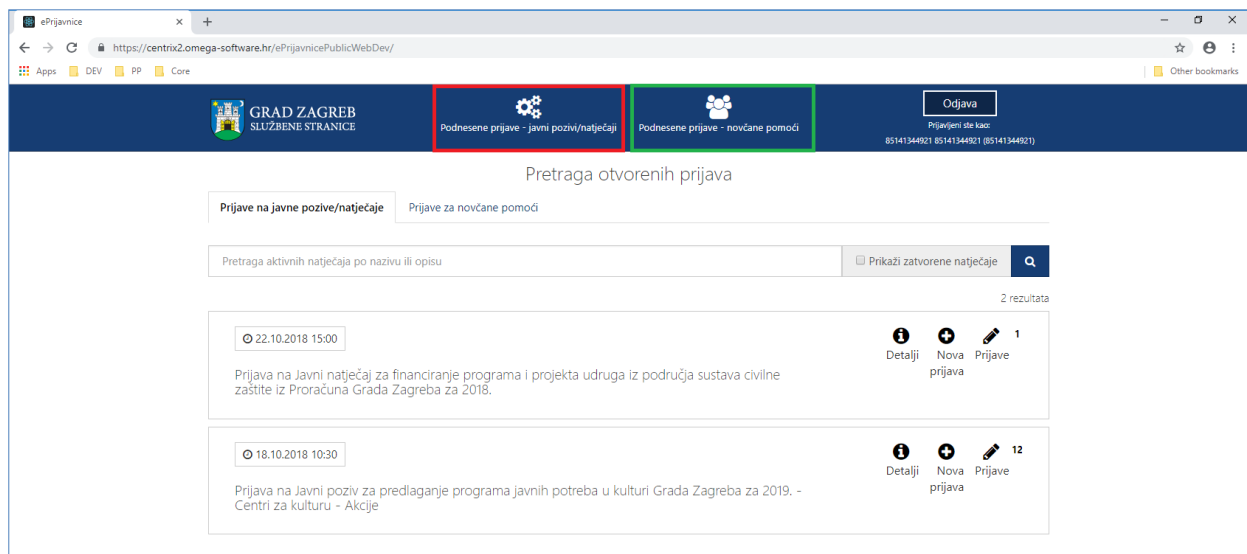 ePrijavnice
https://centrix2.omega-software.hr/ePrijavnicePublicWebDev/
Apps DEV PP Core Other bookmarks
GRAD ZAGREB
SLUŽBENE STRANICE
Podnesene prijave - javni pozivi/natječaji
Podnesene prijave - novčane pomoći
Odjava
Prijavljeni ste kao:
85141344921 85141344921 (85141344921)
Pretraga otvorenih prijava
Prijave na javne pozive/natječaje Prijave za novčane pomoći
Pretraga aktivnih natječaja po nazivu ili opisu Prikaži zatvorene natječaje
2 rezultata
22.10.2018 15:00
Detalji Nova prijava Prijave 1
Prijava na Javni natječaj za financiranje programa i projekta udruga iz područja sustava civilne
zaštite iz Proračuna Grada Zagreba za 2018.
18.10.2018 10:30
Detalji Nova prijava Prijave 12
Prijava na Javni poziv za predlaganje programa javnih potreba u kulturi Grada Zagreba za 2019. -
Centri za kulturu - Akcije